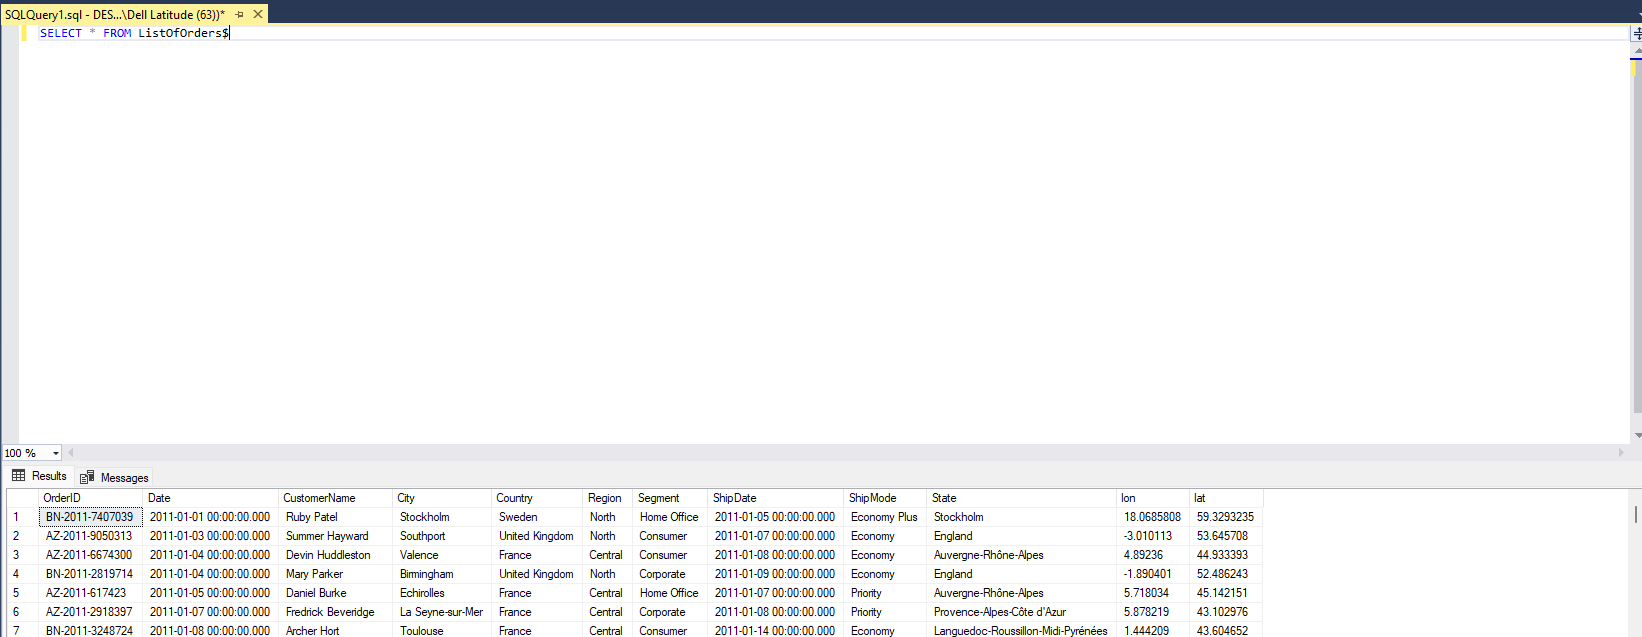 SQLQuery1.sql - DES...\Dell Latitude (63))*
SELECT * FROM ListOfOrders$
100 %
Results Messages
OrderID Date CustomerName City Country Region Segment ShipDate ShipMode State lon lat
1 BN-2011-7407039 2011-01-01 00:00:00.000 Ruby Patel Stockholm Sweden North Home Office 2011-01-05 00:00:00.000 Economy Plus Stockholm 18.0685808 59.3293235
2 AZ-2011-9050313 2011-01-03 00:00:00.000 Summer Hayward Southport United Kingdom North Consumer 2011-01-07 00:00:00.000 Economy England -3.010113 53.645708
3 AZ-2011-6674300 2011-01-04 00:00:00.000 Devin Huddleston Valence France Central Consumer 2011-01-08 00:00:00.000 Economy Auvergne-Rhône-Alpes 4.89236 44.933393
4 BN-2011-2819714 2011-01-04 00:00:00.000 Mary Parker Birmingham United Kingdom North Corporate 2011-01-09 00:00:00.000 Economy England -1.890401 52.486243
5 AZ-2011-617423 2011-01-05 00:00:00.000 Daniel Burke Echirolles France Central Home Office 2011-01-07 00:00:00.000 Priority Auvergne-Rhône-Alpes 5.718034 45.142151
6 AZ-2011-2918397 2011-01-07 00:00:00.000 Fredrick Beveridge La Seyne-sur-Mer France Central Corporate 2011-01-08 00:00:00.000 Priority Provence-Alpes-Côte d'Azur 5.878219 43.102976
7 BN-2011-3248724 2011-01-08 00:00:00.000 Archer Hort Toulouse France Central Consumer 2011-01-14 00:00:00.000 Economy Languedoc-Roussillon-Midi-Pyrénées 1.444209 43.604652